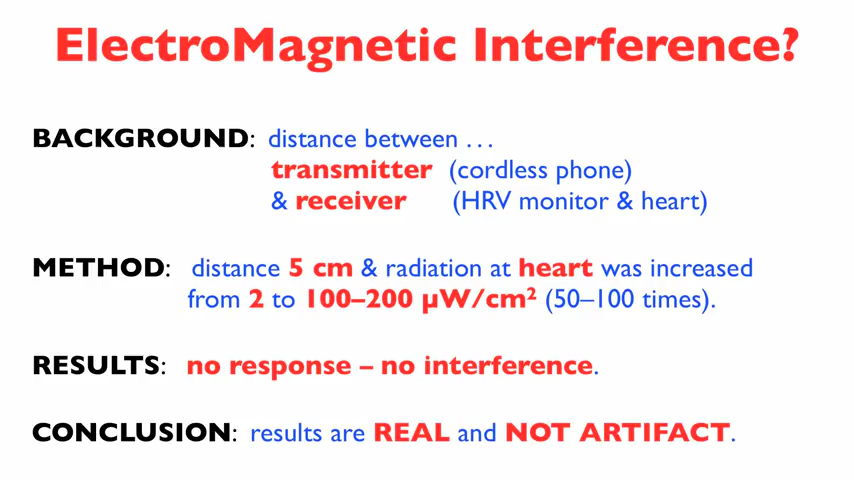 ElectroMagnetic Interference?
BACKGROUND: distance between . . .
transmitter (cordless phone)
& receiver (HRV monitor & heart)
METHOD: distance 5 cm & radiation at heart was increased
from 2 to 100–200 µW/cm² (50–100 times).
RESULTS: no response – no interference.
CONCLUSION: results are REAL and NOT ARTIFACT.